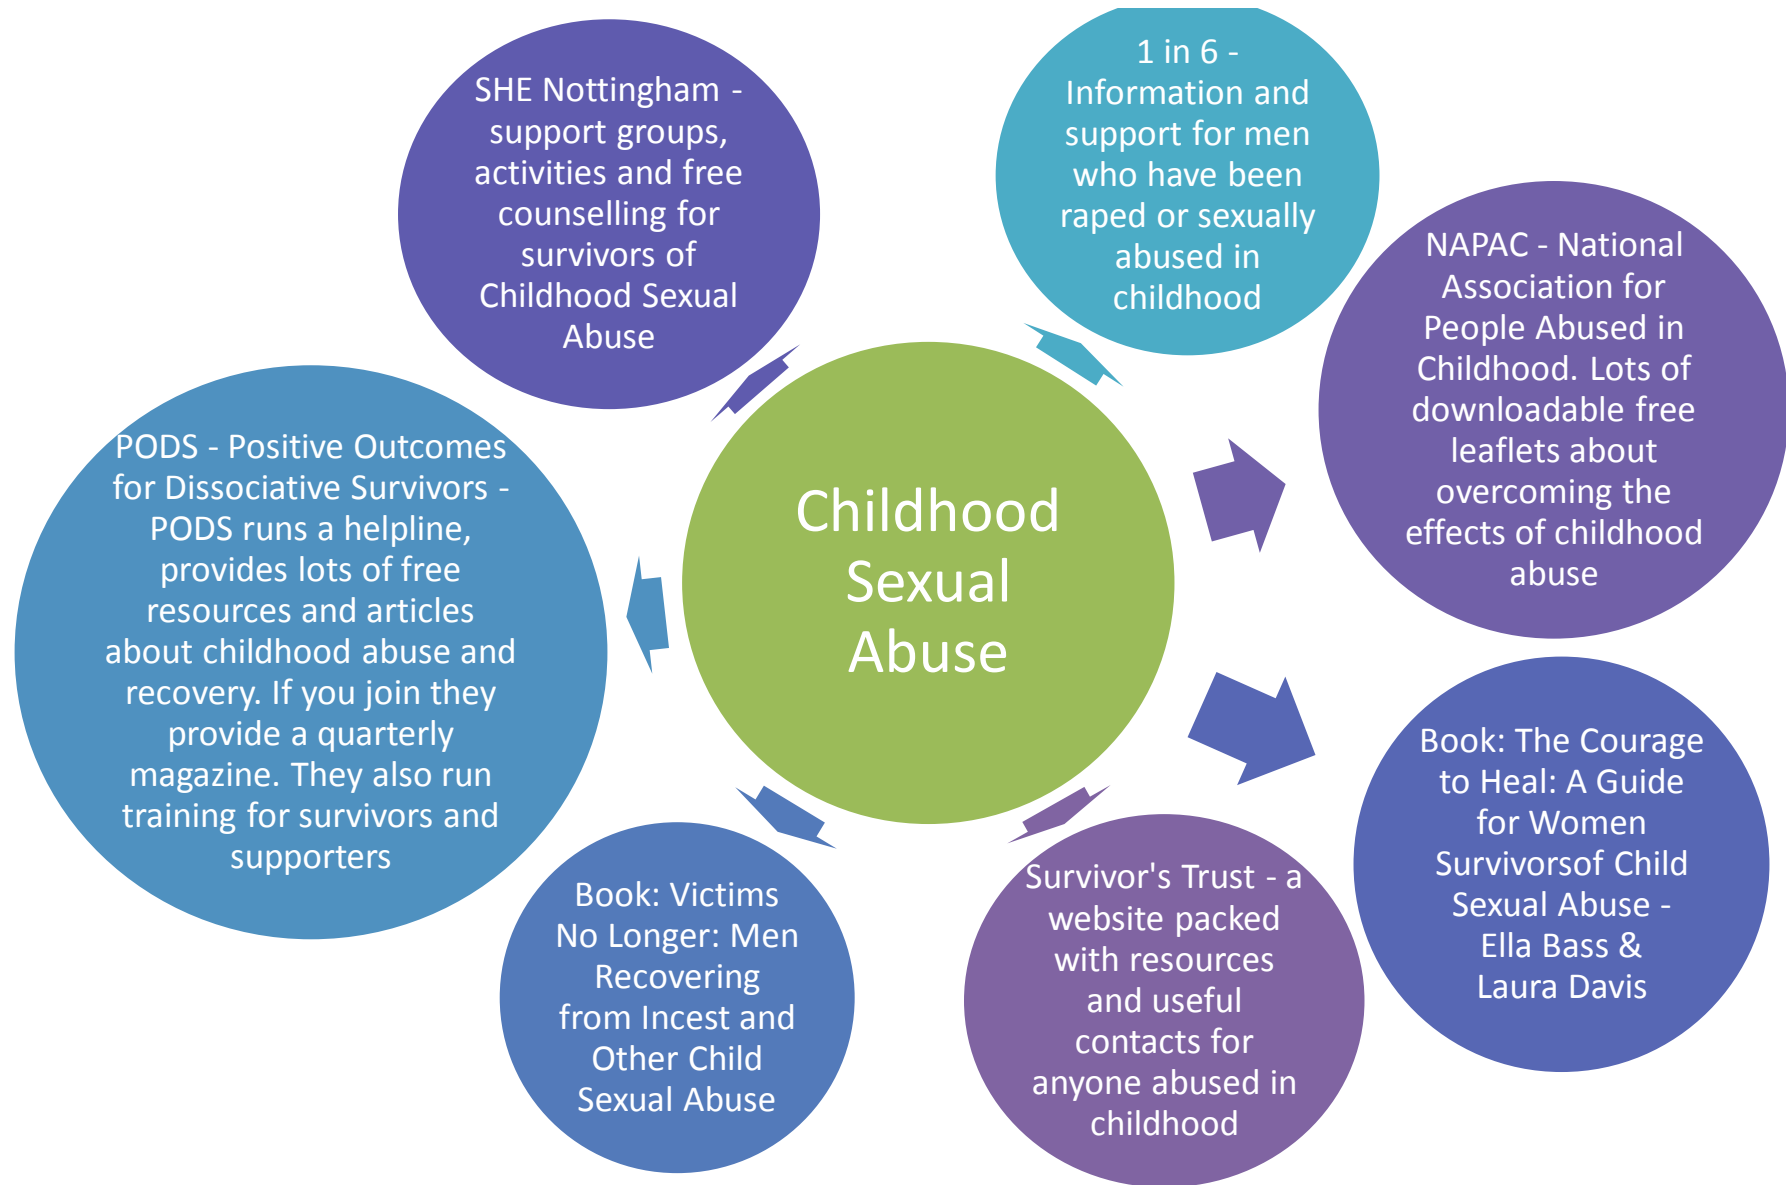 Childhood
Sexual
Abuse
1 in 6 -
Information and
support for men
who have been
raped or sexually
abused in
childhood
NAPAC - National
Association for
People Abused in
Childhood. Lots of
downloadable free
leaflets about
overcoming the
effects of childhood
abuse
Book: The Courage
to Heal: A Guide
for Women
Survivorsof Child
Sexual Abuse -
Ella Bass &
Laura Davis
Survivor's Trust - a
website packed
with resources
and useful
contacts for
anyone abused in
childhood
Book: Victims
No Longer: Men
Recovering
from Incest and
Other Child
Sexual Abuse
PODS - Positive Outcomes
for Dissociative Survivors -
PODS runs a helpline,
provides lots of free
resources and articles
about childhood abuse and
recovery. If you join they
provide a quarterly
magazine. They also run
training for survivors and
supporters
SHE Nottingham -
support groups,
activities and free
counselling for
survivors of
Childhood Sexual
Abuse